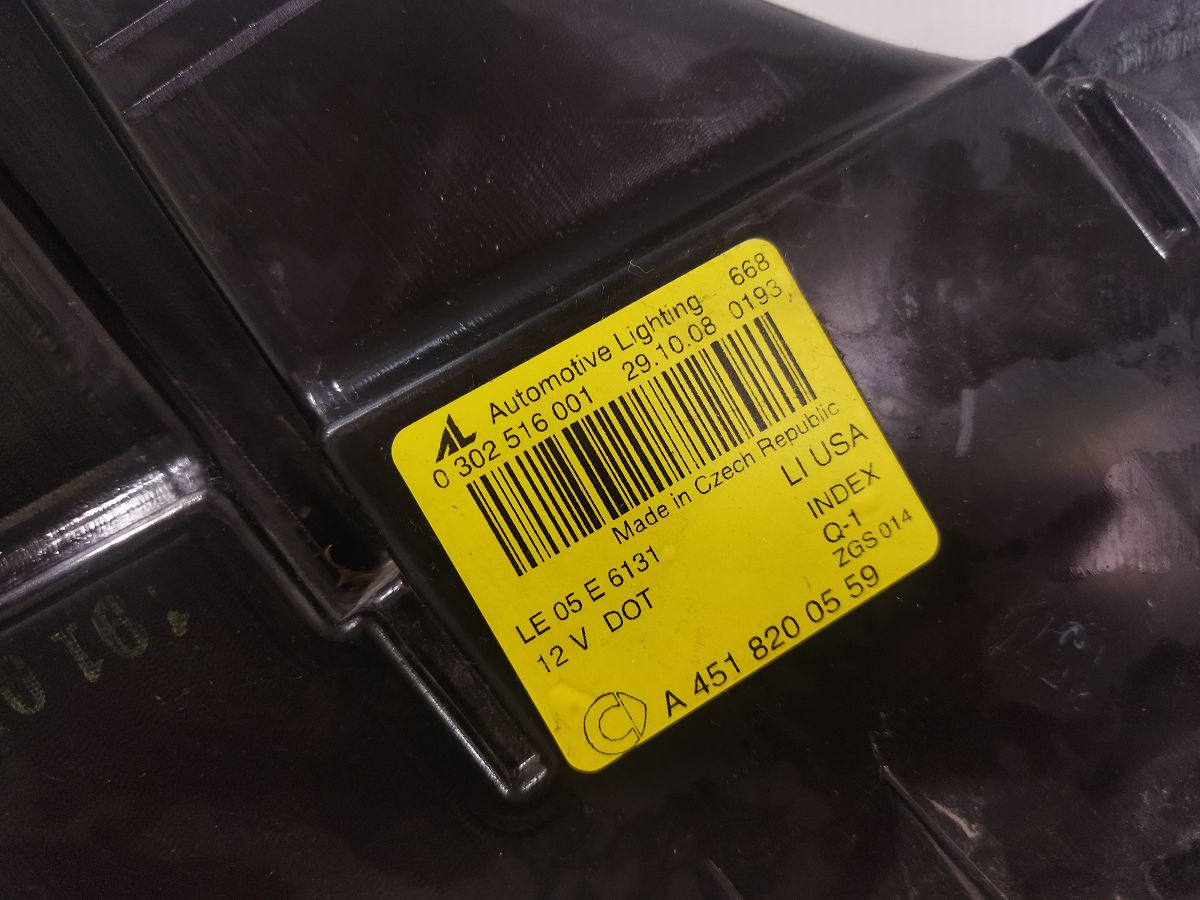 AL Automotive Lighting 668
0 302 516 001 29.10.08 0193
Made in Czech Republic
LI USA
LE 05 E 6131 INDEX
12 V DOT Q-1
ZGS 014
A 451 820 05 59